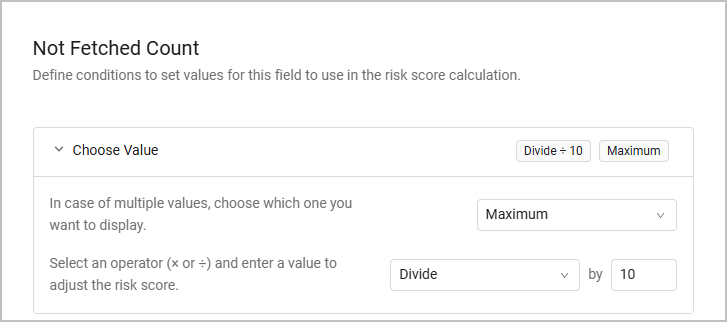 Not Fetched Count
Define conditions to set values for this field to use in the risk score calculation.
Choose Value Divide ÷ 10 Maximum
In case of multiple values, choose which one you
want to display.
Maximum
Select an operator (× or ÷) and enter a value to
adjust the risk score.
Divide by 10